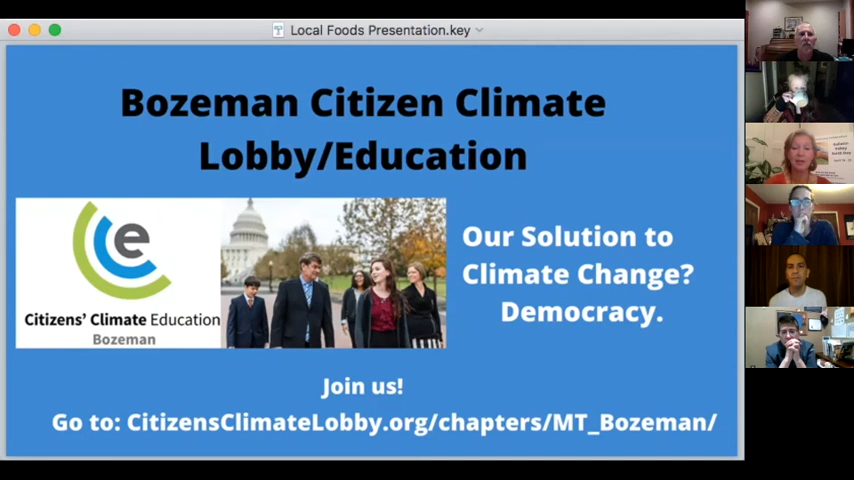 Local Foods Presentation.key
Bozeman Citizen Climate
Lobby/Education
e
Citizens' Climate Education
Bozeman
Our Solution to
Climate Change?
Democracy.
Join us!
Go to: CitizensClimateLobby.org/chapters/MT_Bozeman/